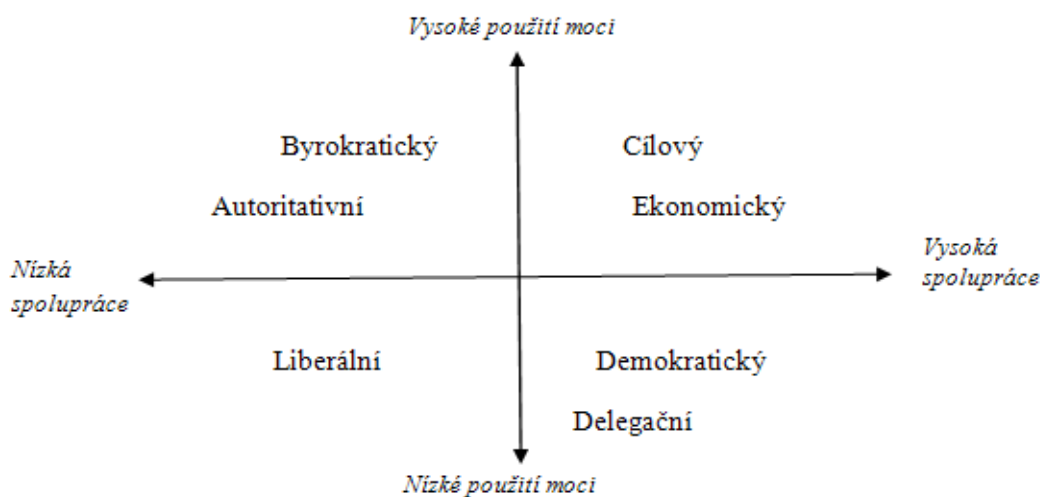 Vysoké použití moci
Byrokratický
Cílový
Autoritativní
Ekonomický
Nízká
spolupráce
Vysoká
spolupráce
Liberální
Demokratický
Delegační
Nízké použití moci